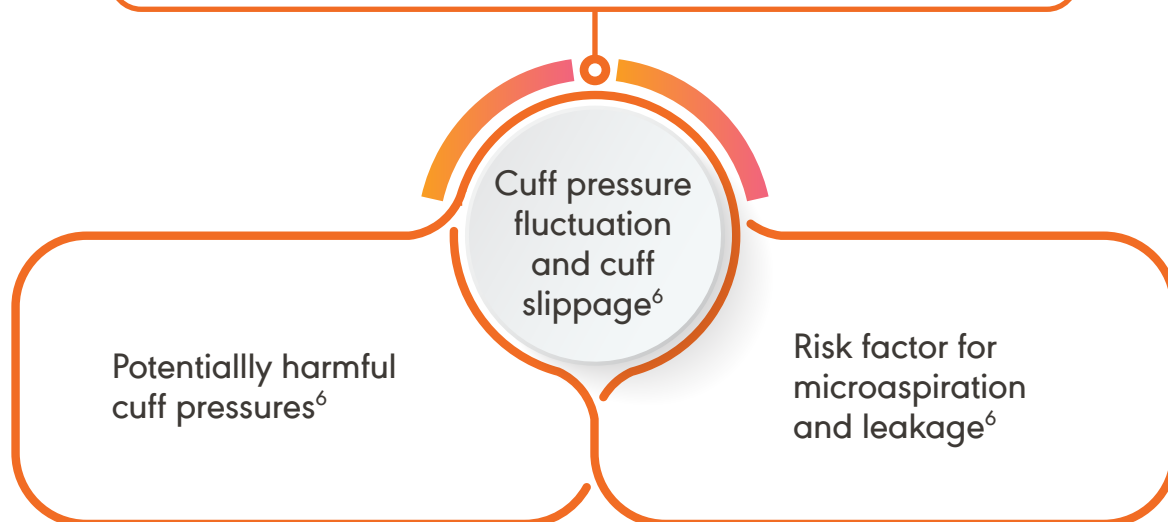 Cuff pressure
fluctuation
and cuff
slippage⁶
Potentiallly harmful
cuff pressures⁶
Risk factor for
microaspiration
and leakage⁶